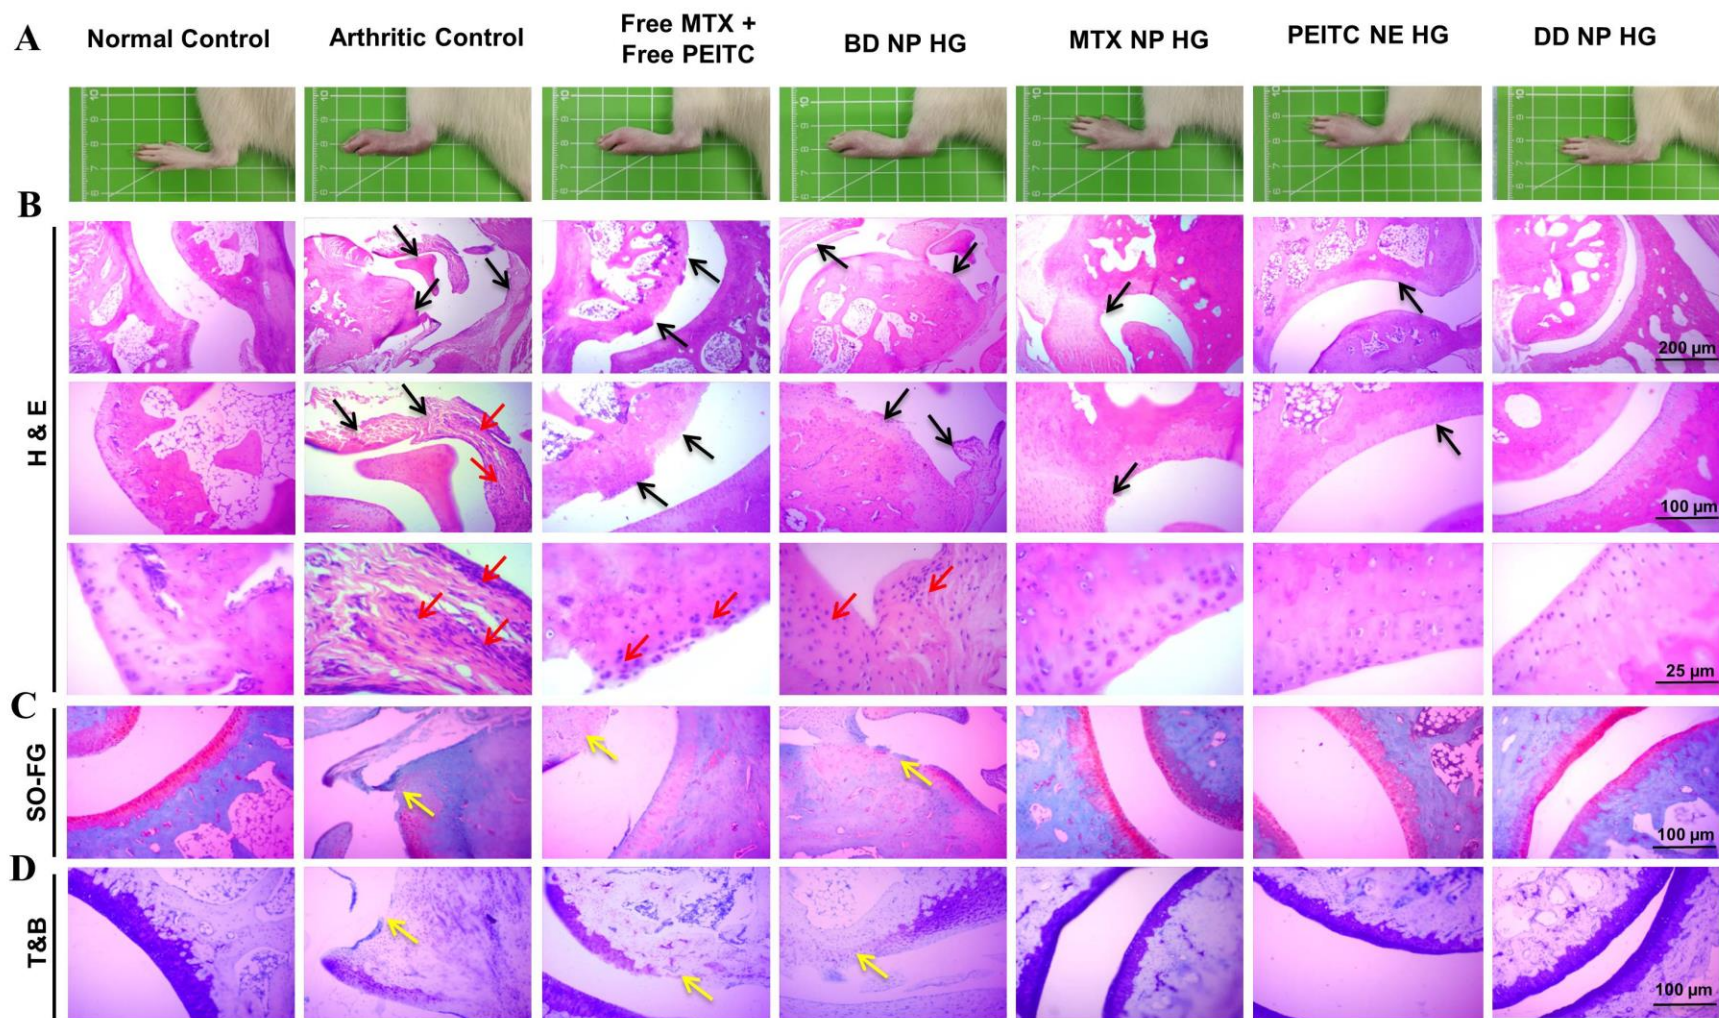 A
Normal Control
Arthritic Control
Free MTX +
Free PEITC
BD NP HG
MTX NP HG
PEITC NE HG
DD NP HG
B
H & E
200 µm
100 µm
25 µm
C
SO-FG
100 µm
D
T&B
100 µm